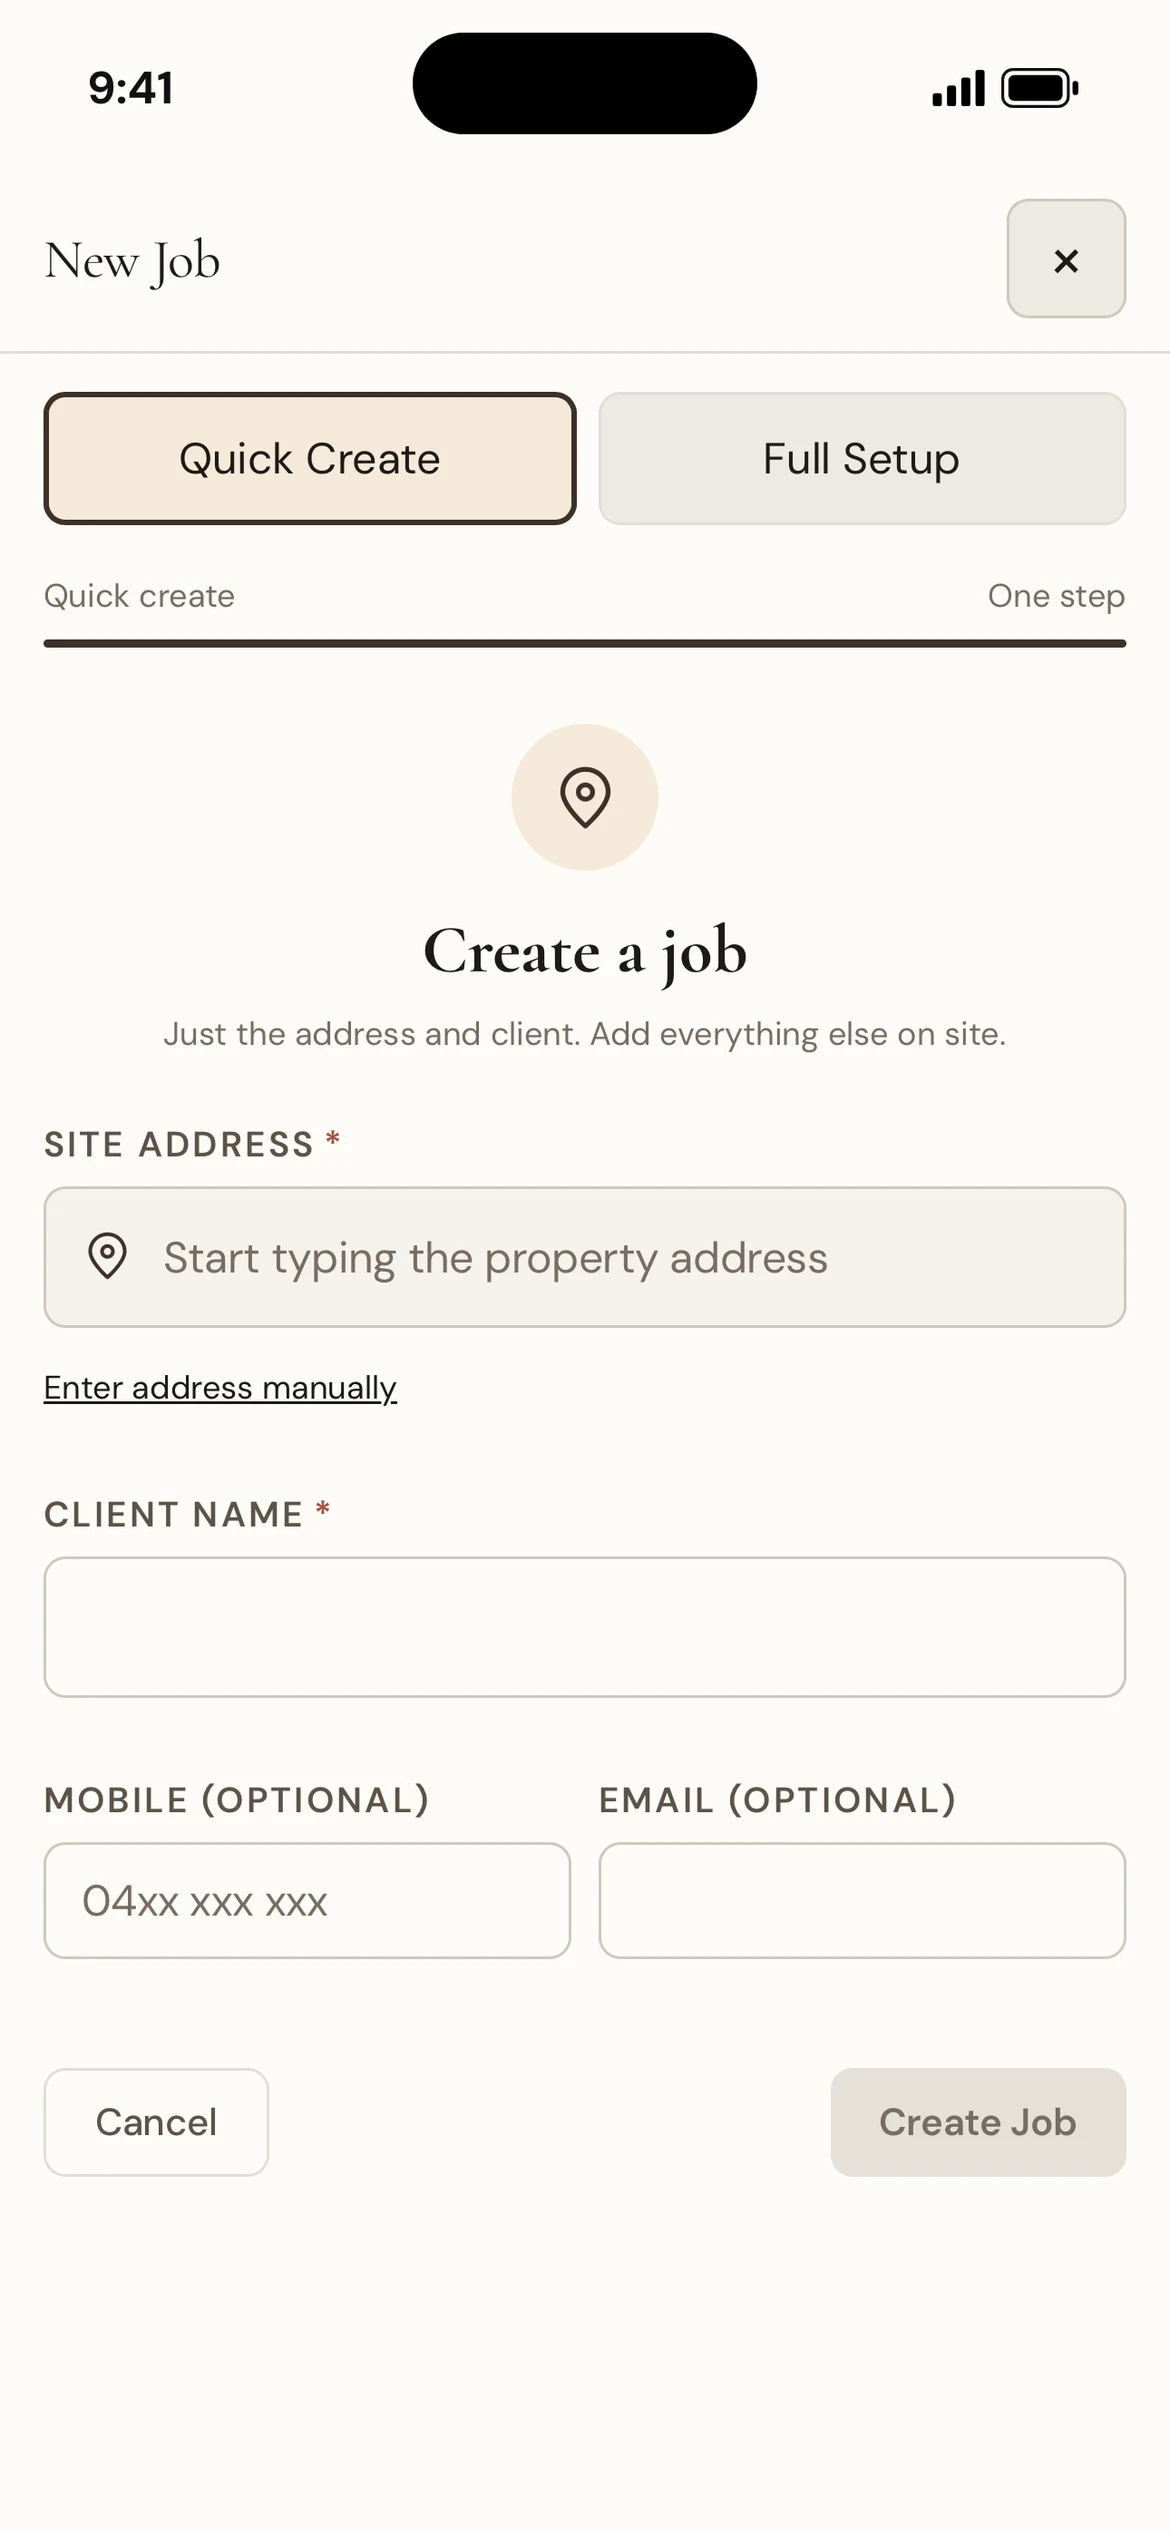 9:41
New Job
Quick Create
Full Setup
Quick create
One step
Create a job
Just the address and client. Add everything else on site.
SITE ADDRESS *
Start typing the property address
Enter address manually
CLIENT NAME *
MOBILE (OPTIONAL)
EMAIL (OPTIONAL)
04xx xxx xxx
Cancel
Create Job